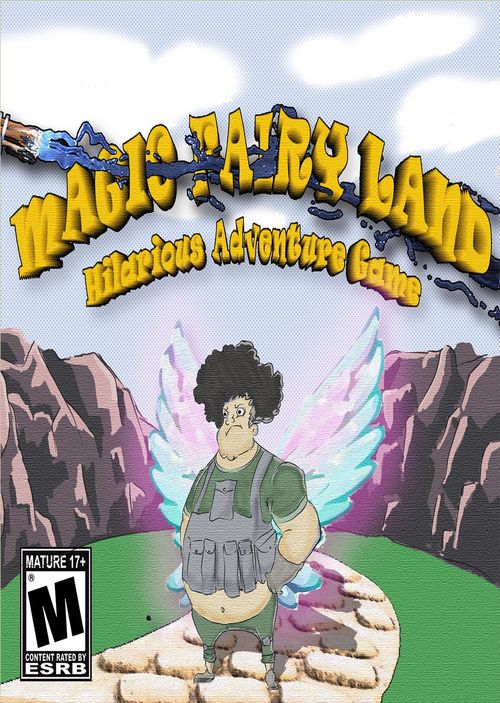 MAGIC FAIRY LAND
Hilarious Adventure Game
MATURE 17+
M
®
CONTENT RATED BY
ESRB